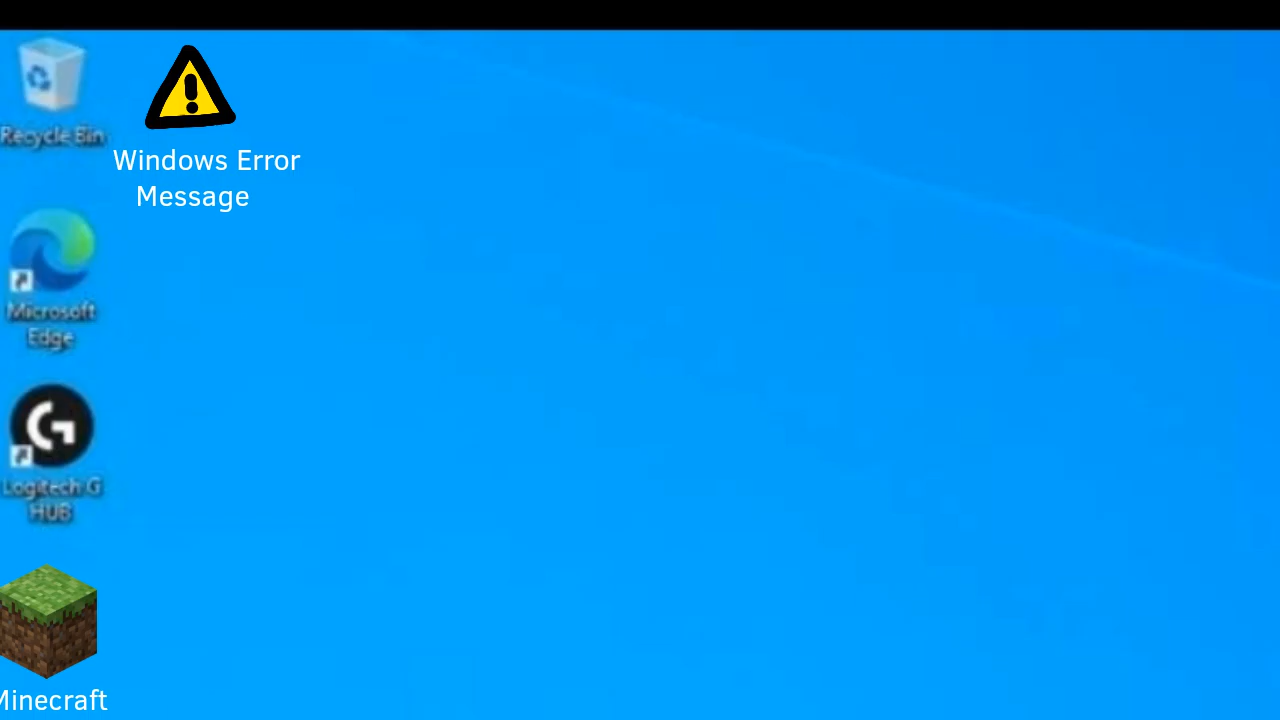 Recycle Bin
Windows Error
Message
Microsoft
Edge
Logitech G
HUB
Minecraft